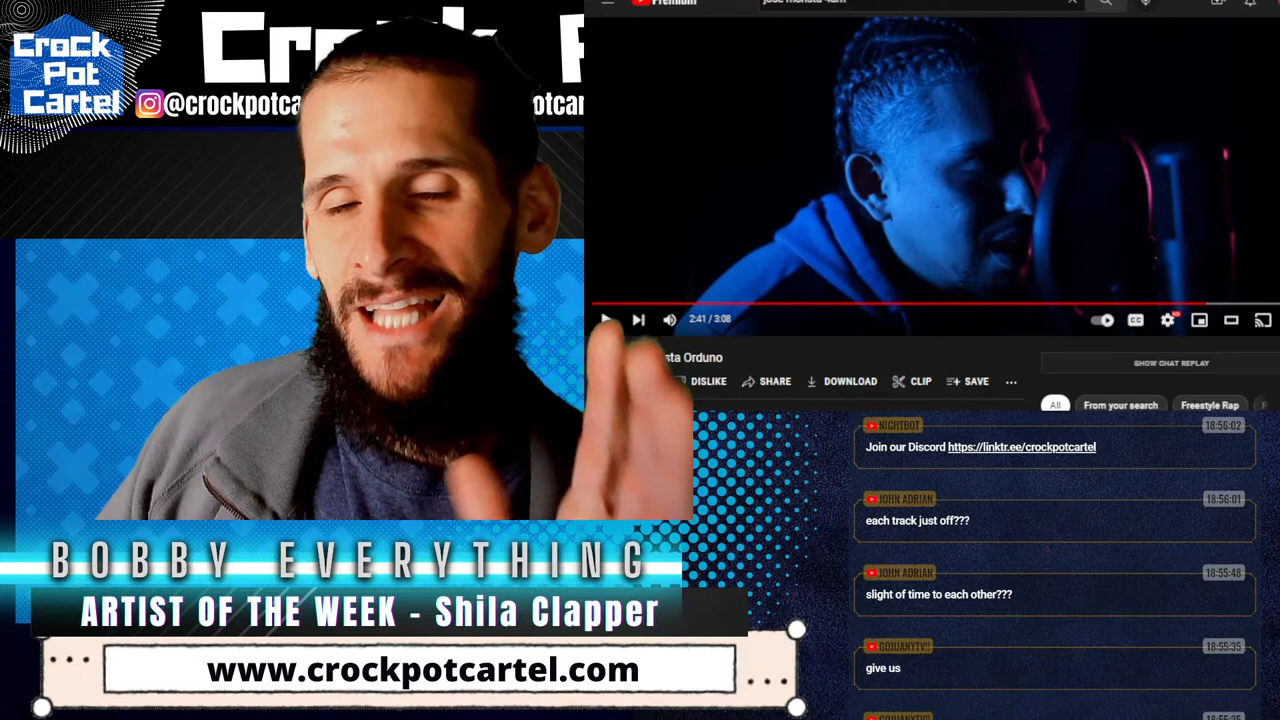 Crock
Pot
Cartel
@crockpotca
Premium
2:41 / 3:08
sta Orduno
DISLIKE
SHARE
DOWNLOAD
CLIP
SAVE
SHOW CHAT REPLAY
All
From your search
Freestyle Rap
NIGHTBOT
18:56:02
Join our Discord https://linktr.ee/crockpotcartel
JOHN ADRIAN
18:56:01
each track just off???
JOHN ADRIAN
18:55:48
slight of time to each other???
GOJUANYTV!!
18:55:35
give us
BOBBY EVERYTHING
ARTIST OF THE WEEK - Shila Clapper
www.crockpotcartel.com